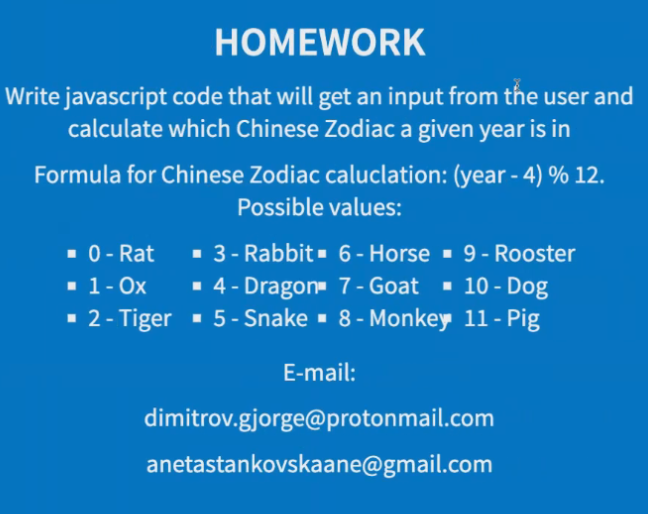 HOMEWORK
Write javascript code that will get an input from the user and
calculate which Chinese Zodiac a given year is in
Formula for Chinese Zodiac caluclation: (year - 4) % 12.
Possible values:
▪ 0 - Rat ▪ 3 - Rabbit ▪ 6 - Horse ▪ 9 - Rooster
▪ 1 - Ox ▪ 4 - Dragon ▪ 7 - Goat ▪ 10 - Dog
▪ 2 - Tiger ▪ 5 - Snake ▪ 8 - Monkey ▪ 11 - Pig
E-mail:
dimitrov.gjorge@protonmail.com
anetastankovskaane@gmail.com